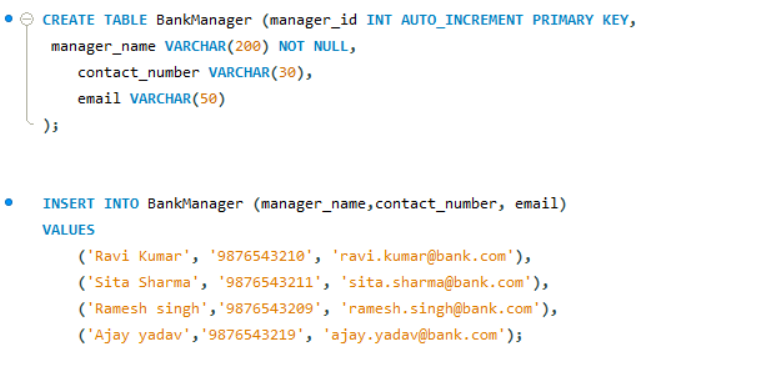 CREATE TABLE BankManager (manager_id INT AUTO_INCREMENT PRIMARY KEY,
manager_name VARCHAR(200) NOT NULL,
contact_number VARCHAR(30),
email VARCHAR(50)
);
INSERT INTO BankManager (manager_name,contact_number, email)
VALUES
('Ravi Kumar', '9876543210', 'ravi.kumar@bank.com'),
('Sita Sharma', '9876543211', 'sita.sharma@bank.com'),
('Ramesh singh','9876543209', 'ramesh.singh@bank.com'),
('Ajay yadav','9876543219', 'ajay.yadav@bank.com');